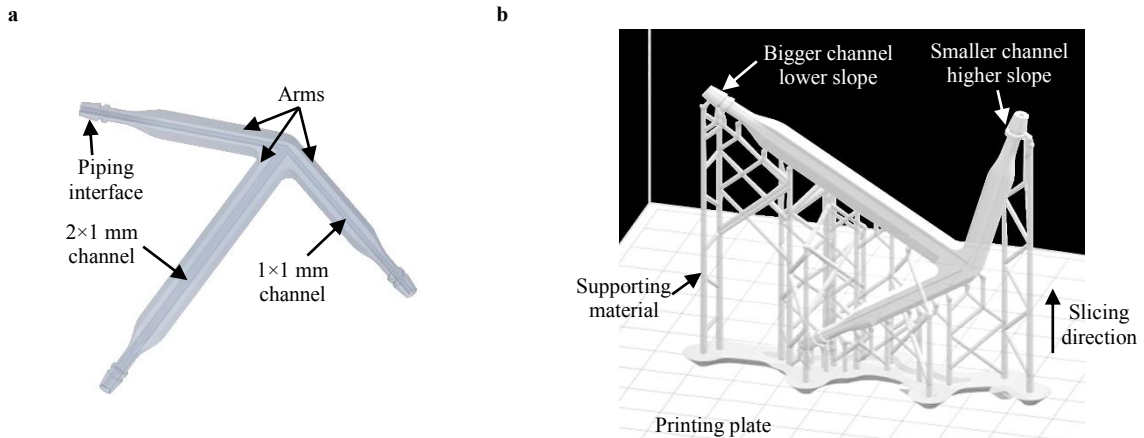 a
Arms
Piping
interface
2×1 mm
channel
1×1 mm
channel
b
Bigger channel
lower slope
Smaller channel
higher slope
Supporting
material
Slicing
direction
Printing plate